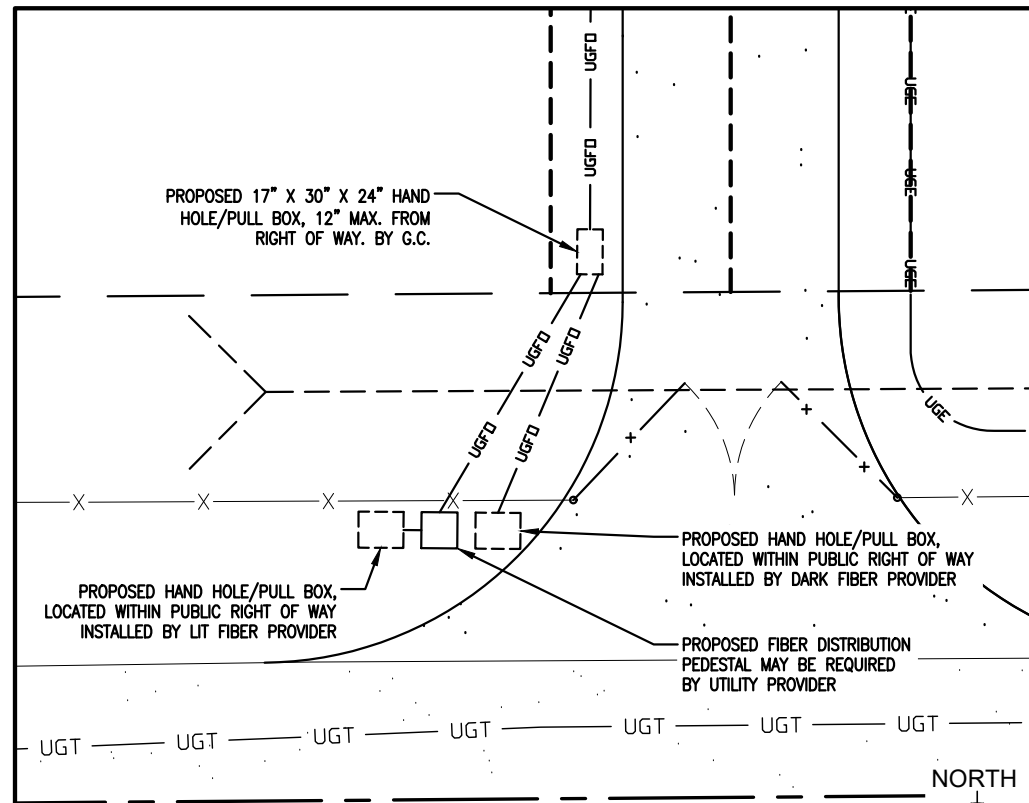 UGFO
UGFO
UGE
UGE
UGE
PROPOSED 17" X 30" X 24" HAND
HOLE/PULL BOX, 12" MAX. FROM
RIGHT OF WAY. BY G.C.
UGFO
UGFO
UGFO
UGFO
UGE
X X X X X
PROPOSED HAND HOLE/PULL BOX,
LOCATED WITHIN PUBLIC RIGHT OF WAY
INSTALLED BY DARK FIBER PROVIDER
PROPOSED HAND HOLE/PULL BOX,
LOCATED WITHIN PUBLIC RIGHT OF WAY
INSTALLED BY LIT FIBER PROVIDER
PROPOSED FIBER DISTRIBUTION
PEDESTAL MAY BE REQUIRED
BY UTILITY PROVIDER
UGT UGT UGT UGT UGT UGT UGT
NORTH